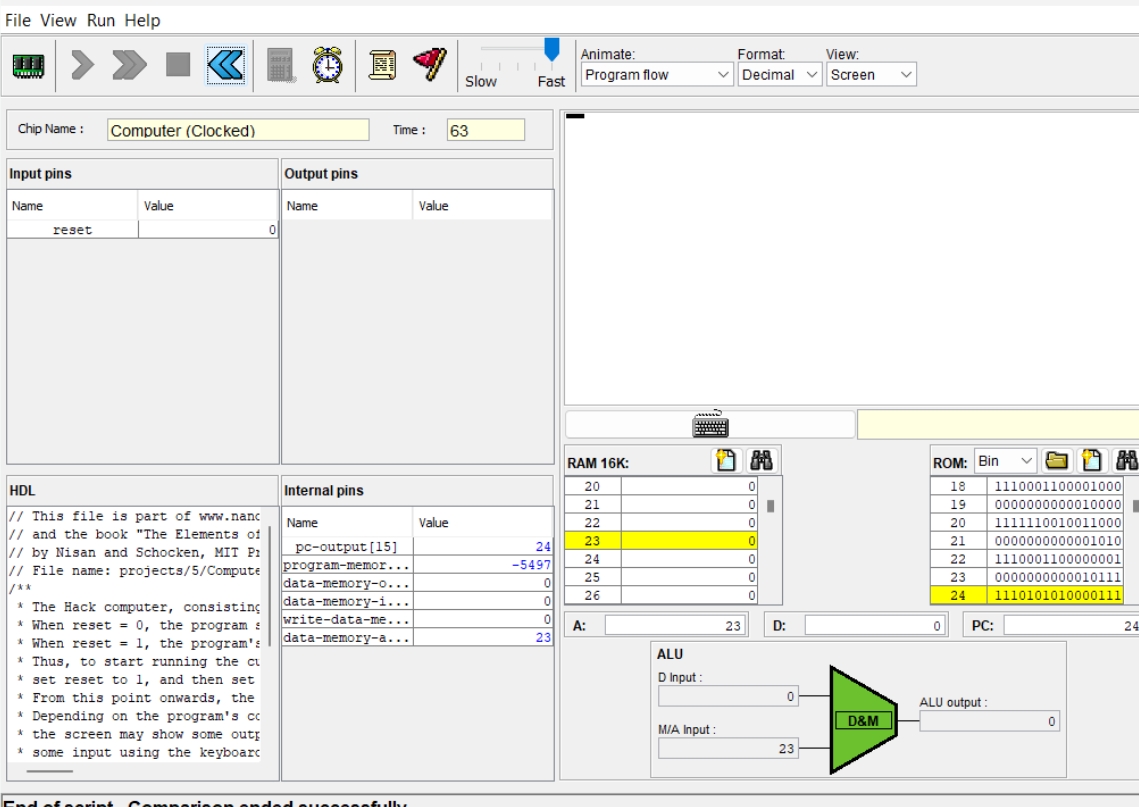 File View Run Help
Slow Fast
Animate: Format: View:
Program flow Decimal Screen
Chip Name : Computer (Clocked) Time : 63
Input pins
Name Value
reset 0
Output pins
Name Value
HDL
// This file is part of www.nanc
// and the book "The Elements of
// by Nisan and Schocken, MIT Pr
// File name: projects/5/Compute
/**
* The Hack computer, consisting
* When reset = 0, the program s
* When reset = 1, the program's
* Thus, to start running the cu
* set reset to 1, and then set
* From this point onwards, the
* Depending on the program's co
* the screen may show some outp
* some input using the keyboard
Internal pins
Name Value
pc-output[15] 24
program-memor... -5497
data-memory-o... 0
data-memory-i... 0
write-data-me... 0
data-memory-a... 23
RAM 16K:
20 0
21 0
22 0
23 0
24 0
25 0
26 0
ROM: Bin
18 1110001100001000
19 0000000000010000
20 1111110010011000
21 0000000000001010
22 1110001100000001
23 0000000000010111
24 1110101010000111
A: 23 D: 0 PC: 24
ALU
D Input : 0
M/A Input : 23
D&M
ALU output : 0
End of script - Comparison ended successfully